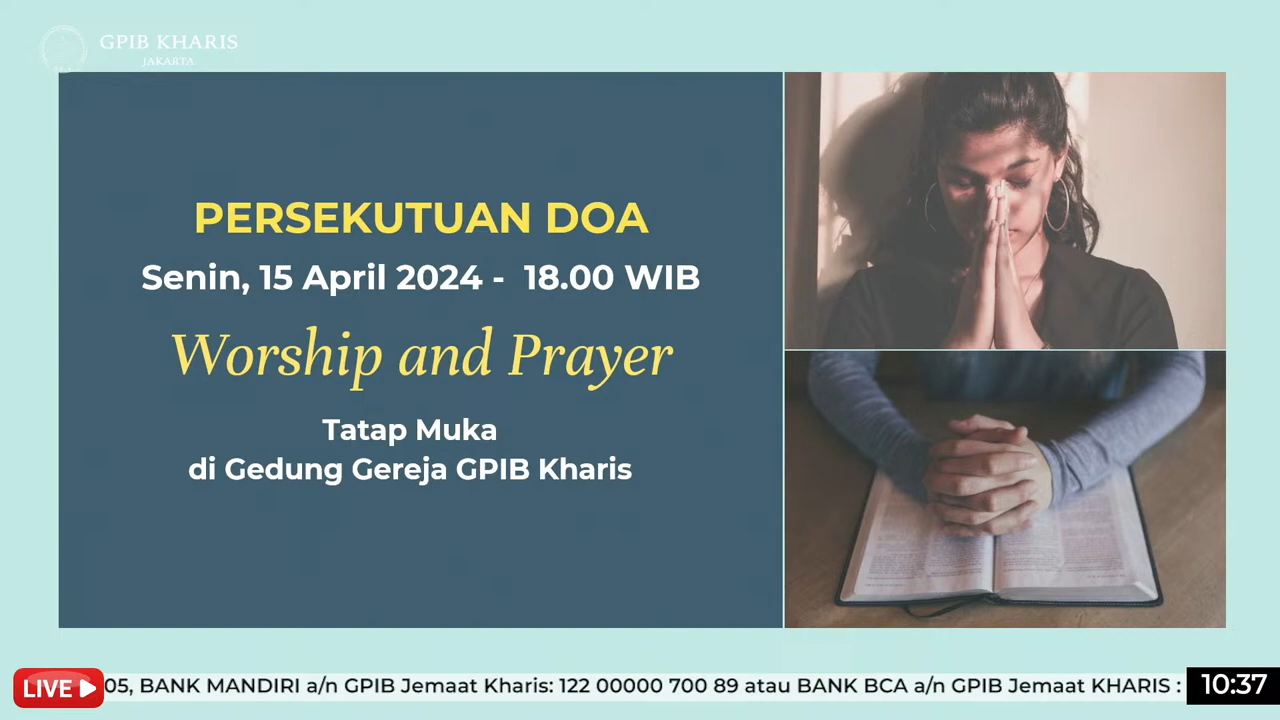 GPIB KHARIS
JAKARTA
PERSEKUTUAN DOA
Senin, 15 April 2024 - 18.00 WIB
Worship and Prayer
Tatap Muka
di Gedung Gereja GPIB Kharis
LIVE
05, BANK MANDIRI a/n GPIB Jemaat Kharis: 122 00000 700 89 atau BANK BCA a/n GPIB Jemaat KHARIS :
10:37